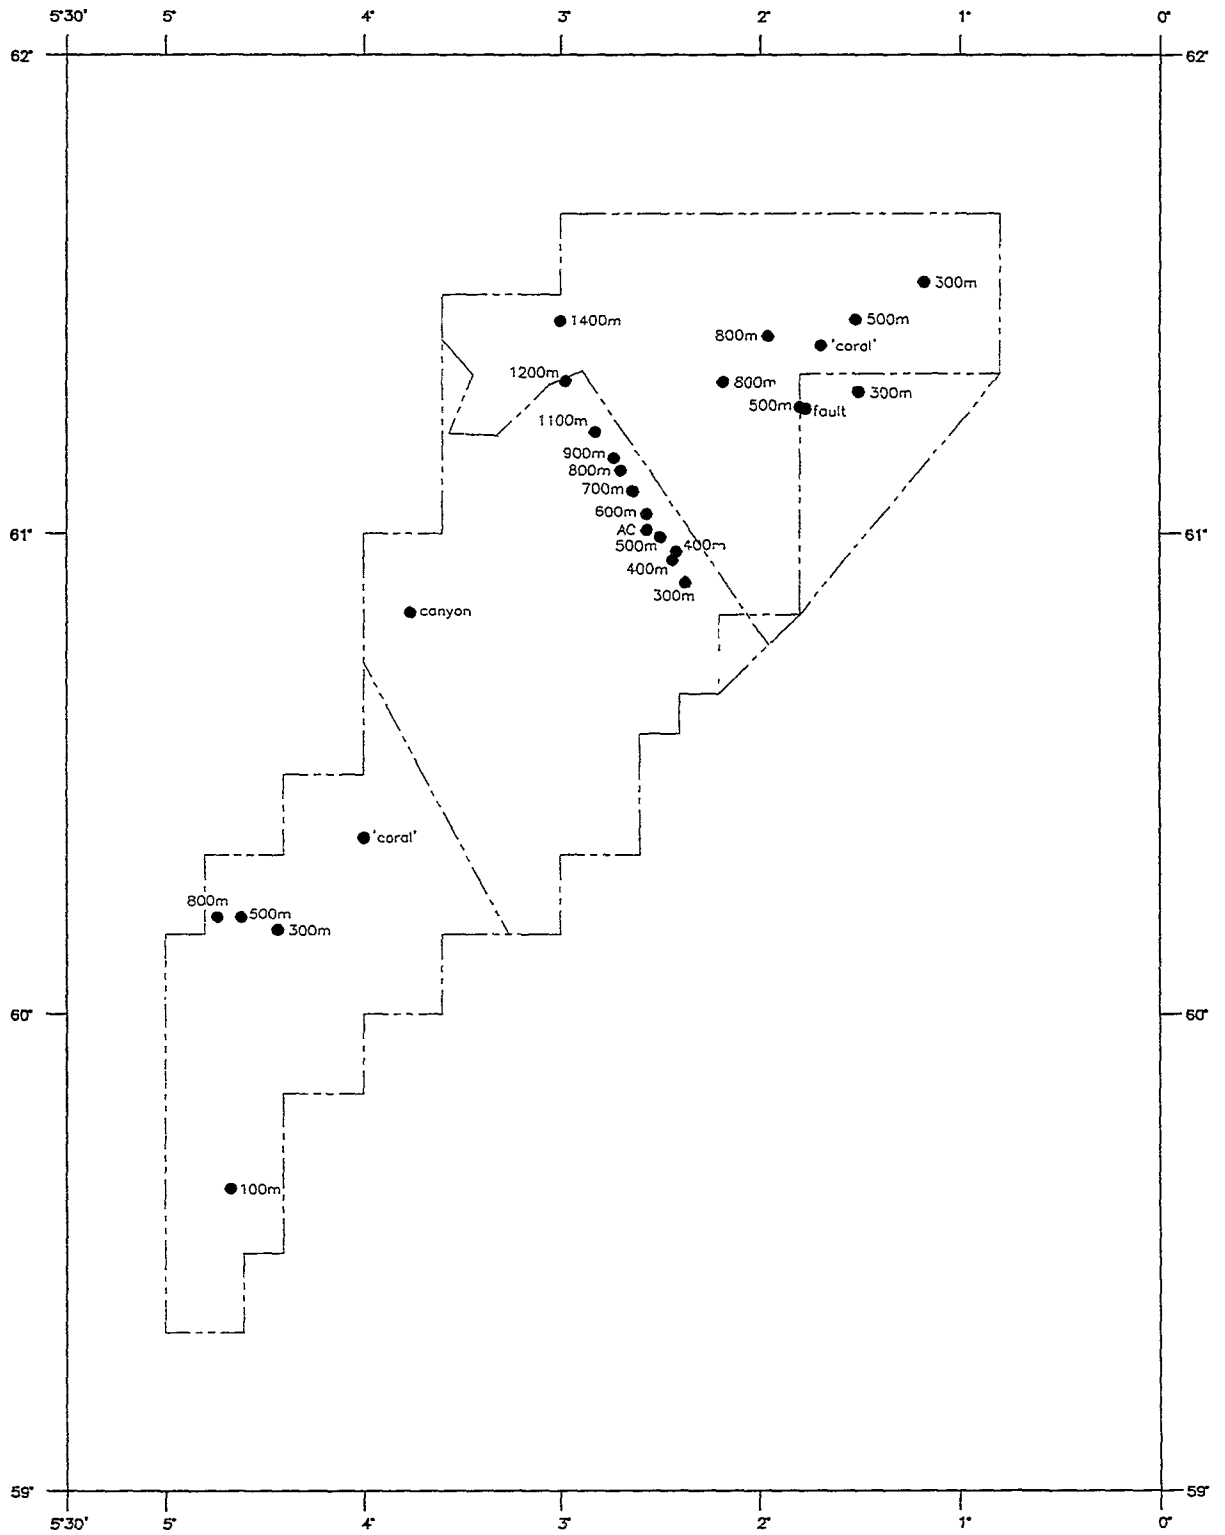 5°30' 5° 4° 3° 2° 1° 0°
62° 62°
300m
1400m 500m
800m 'coral'
1200m 800m 300m
500m fault
1100m
900m
800m
700m
600m
61° AC 61°
500m 400m
400m
300m
canyon
'coral'
800m 500m
300m
60° 60°
100m
59° 59°
5°30' 5° 4° 3° 2° 1° 0°